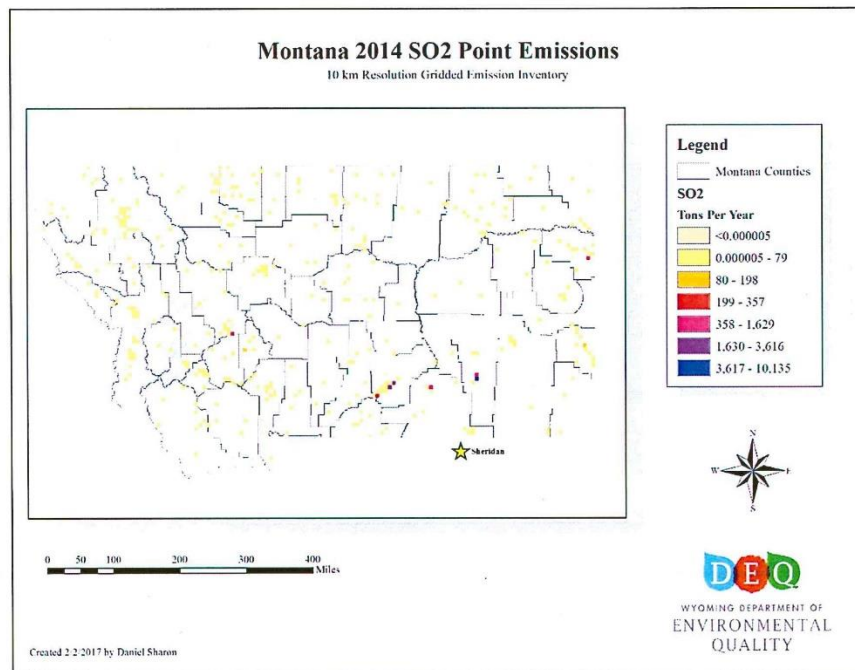 Montana 2014 SO2 Point Emissions
10 km Resolution Gridded Emission Inventory
Legend
Montana Counties
SO2
Tons Per Year
<0.000005
0.000005 - 79
80 - 198
199 - 357
358 - 1,629
1,630 - 3,616
3,617 - 10,135
Sheridan
N
W
E
S
0 50 100 200 300 400
Miles
DEQ
WYOMING DEPARTMENT OF
ENVIRONMENTAL
QUALITY
Created 2/2/2017 by Daniel Sharon